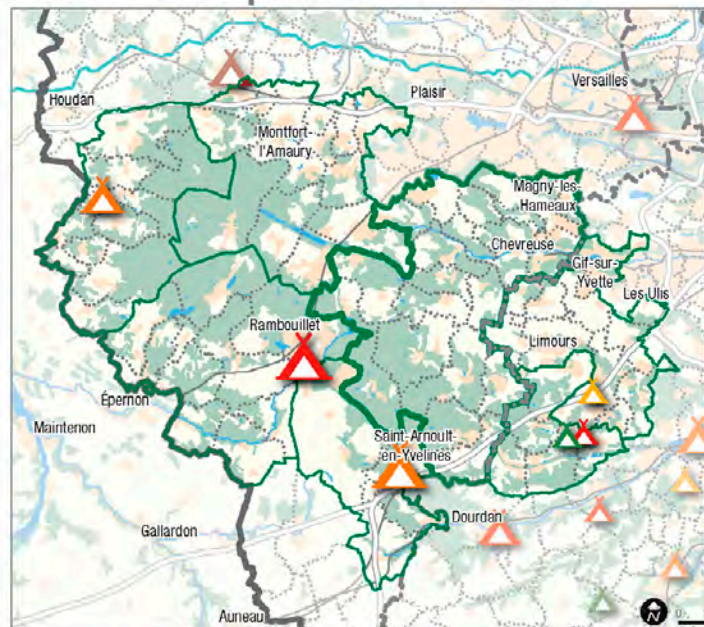 Versailles
Houdan
Plaisir
Montfort-
l'Amaury
Magny-les-
Hameaux
Chevreuse
Gif-sur-
Yvette
Les Ulis
Rambouillet
Limours
Épernon
Maintenon
Saint-Arnoult-
en-Yvelines
Gallardon
Dourdan
Auneau
N
0